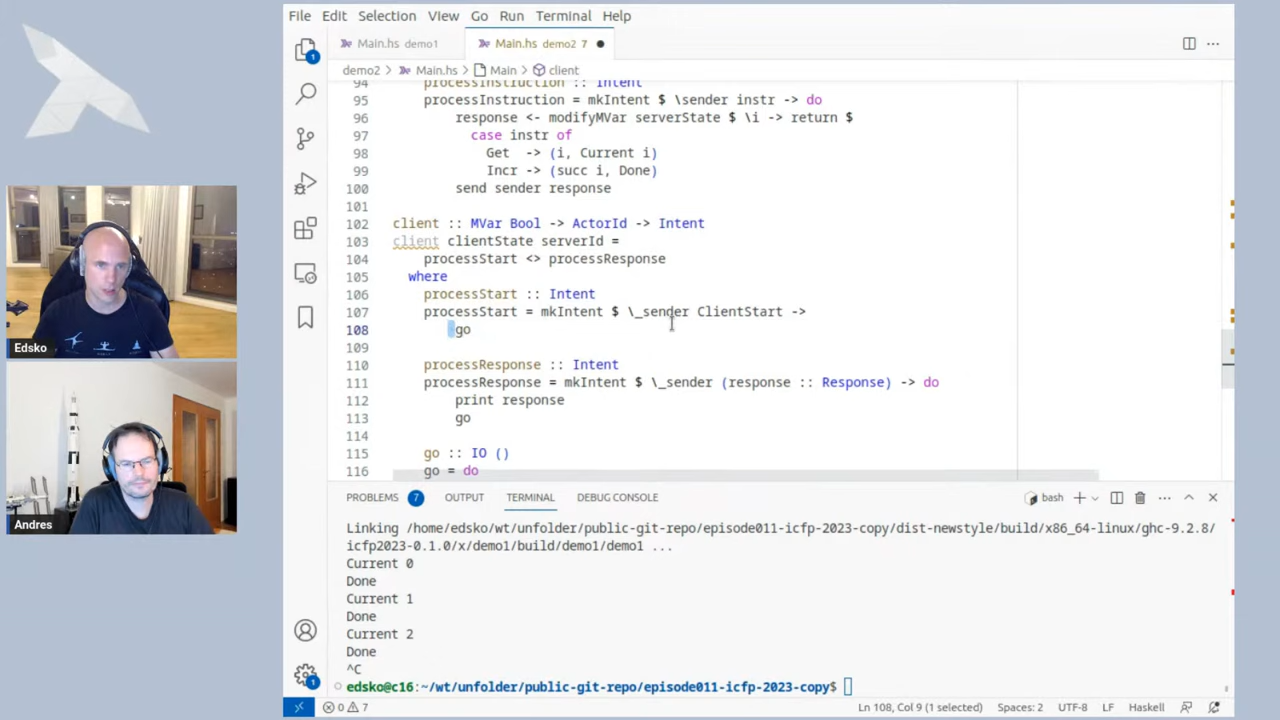 File Edit Selection View Go Run Terminal Help
Main.hs demo1 Main.hs demo2 7
demo2 > Main.hs > Main > client
94 processInstruction :: Intent
95 processInstruction = mkIntent $ \sender instr -> do
96 response <- modifyMVar serverState $ \i -> return $
97 case instr of
98 Get -> (i, Current i)
99 Incr -> (succ i, Done)
100 send sender response
101
102 client :: MVar Bool -> ActorId -> Intent
103 client clientState serverId =
104 processStart <> processResponse
105 where
106 processStart :: Intent
107 processStart = mkIntent $ \_sender ClientStart ->
108 go
109
110 processResponse :: Intent
111 processResponse = mkIntent $ \_sender (response :: Response) -> do
112 print response
113 go
114
115 go :: IO ()
116 go = do
Edsko
Andres
PROBLEMS 7 OUTPUT TERMINAL DEBUG CONSOLE bash
Linking /home/edsko/wt/unfolder/public-git-repo/episode011-icfp-2023-copy/dist-newstyle/build/x86_64-linux/ghc-9.2.8/
icfp2023-0.1.0/x/demo1/build/demo1/demo1 ...
Current 0
Done
Current 1
Done
Current 2
Done
^C
edsko@c16:~/wt/unfolder/public-git-repo/episode011-icfp-2023-copy$
0 7 Ln 108, Col 9 (1 selected) Spaces: 2 UTF-8 LF Haskell